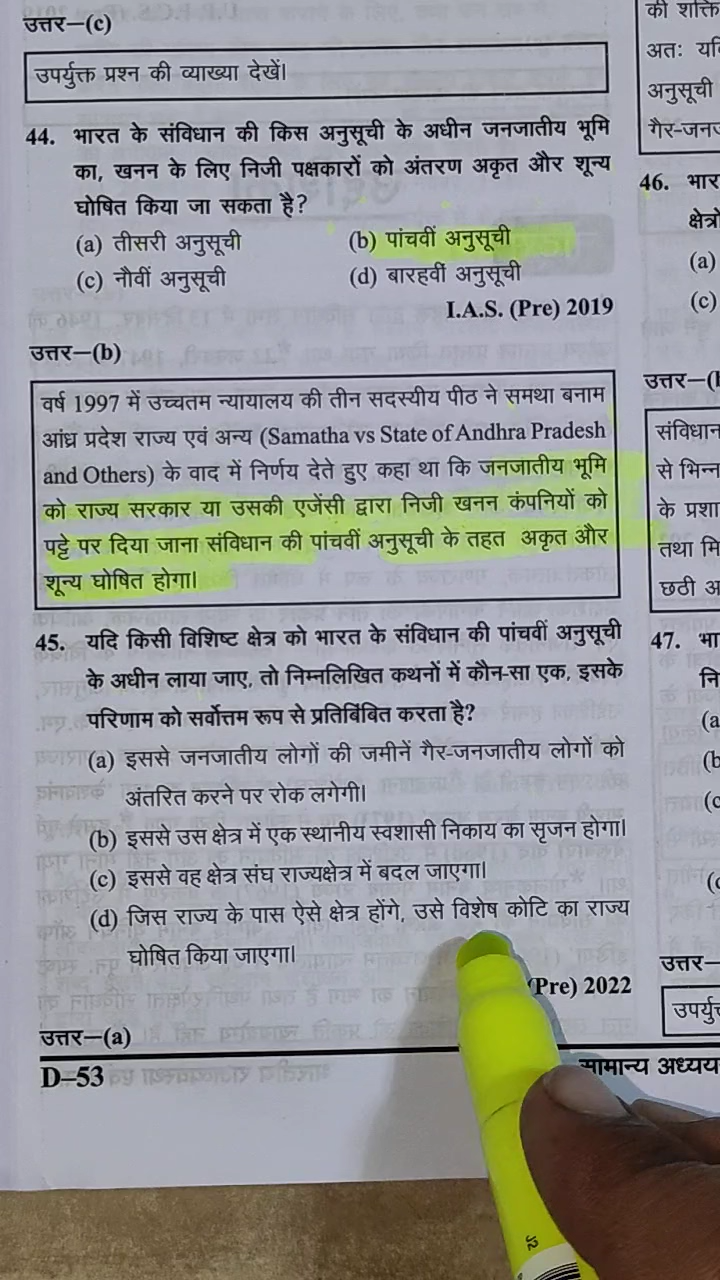 उत्तर—(c)
उपर्युक्त प्रश्न की व्याख्या देखें।
44. भारत के संविधान की किस अनुसूची के अधीन जनजातीय भूमि
का, खनन के लिए निजी पक्षकारों को अंतरण अकृत और शून्य
घोषित किया जा सकता है?
(a) तीसरी अनुसूची (b) पांचवीं अनुसूची
(c) नौवीं अनुसूची (d) बारहवीं अनुसूची
I.A.S. (Pre) 2019
उत्तर—(b)
वर्ष 1997 में उच्चतम न्यायालय की तीन सदस्यीय पीठ ने समथा बनाम
आंध्र प्रदेश राज्य एवं अन्य (Samatha vs State of Andhra Pradesh
and Others) के वाद में निर्णय देते हुए कहा था कि जनजातीय भूमि
को राज्य सरकार या उसकी एजेंसी द्वारा निजी खनन कंपनियों को
पट्टे पर दिया जाना संविधान की पांचवीं अनुसूची के तहत अकृत और
शून्य घोषित होगा।
45. यदि किसी विशिष्ट क्षेत्र को भारत के संविधान की पांचवीं अनुसूची
के अधीन लाया जाए, तो निम्नलिखित कथनों में कौन-सा एक, इसके
परिणाम को सर्वोत्तम रूप से प्रतिबिंबित करता है?
(a) इससे जनजातीय लोगों की जमीनें गैर-जनजातीय लोगों को
अंतरित करने पर रोक लगेगी।
(b) इससे उस क्षेत्र में एक स्थानीय स्वशासी निकाय का सृजन होगा।
(c) इससे वह क्षेत्र संघ राज्यक्षेत्र में बदल जाएगा।
(d) जिस राज्य के पास ऐसे क्षेत्र होंगे, उसे विशेष कोटि का राज्य
घोषित किया जाएगा।
(Pre) 2022
उत्तर—(a)
D–53
की शक्ति
अतः
अनुसूची
46. भार
(a)
(c)
उत्तर—
संविधान
से भिन्न
के प्रशा
तथा मि
छठी अ
47. भा
नि
(a
(b
(c
उत्तर—
उपर्यु
सामान्य अध्यय